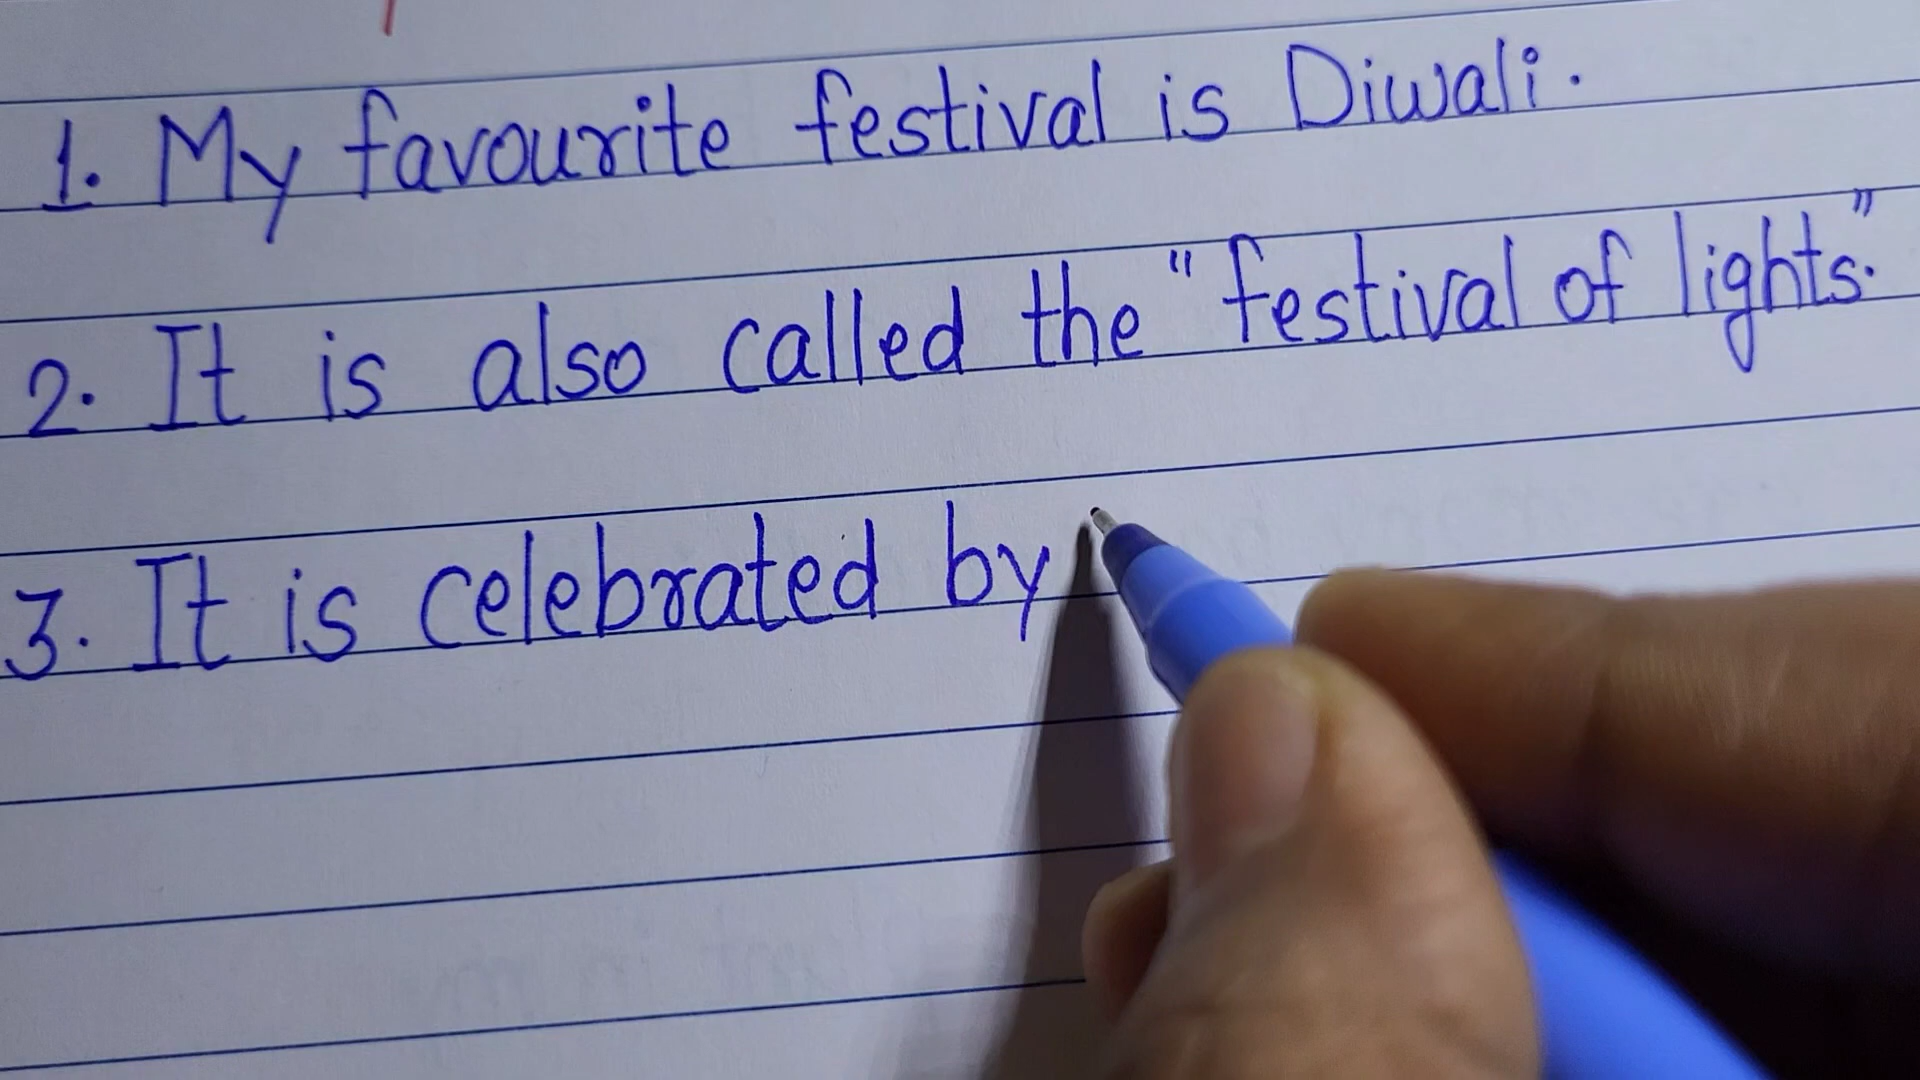 1. My favourite festival is Diwali.
2. It is also called the "festival of lights."
3. It is celebrated by